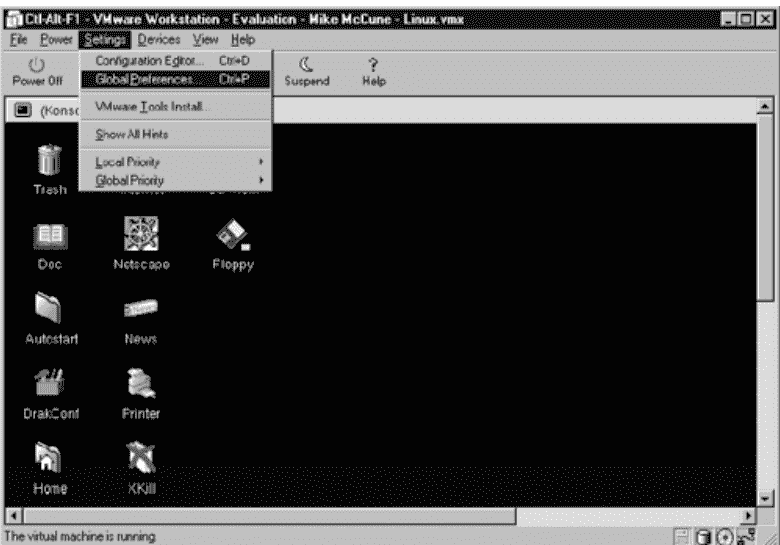 Ctl-Alt-F1 - VMware Workstation - Evaluation - Mike McCune - Linux.vmx
File Power Settings Devices View Help
Power Off
Suspend
Help
Configuration Editor... Ctrl+D
Global Preferences... Ctrl+P
VMware Tools Install...
Show All Hints
Local Priority
Global Priority
(Konso
Trash
Doc
Netscape
Floppy
Autostart
News
DrakConf
Printer
Home
XKill
The virtual machine is running.